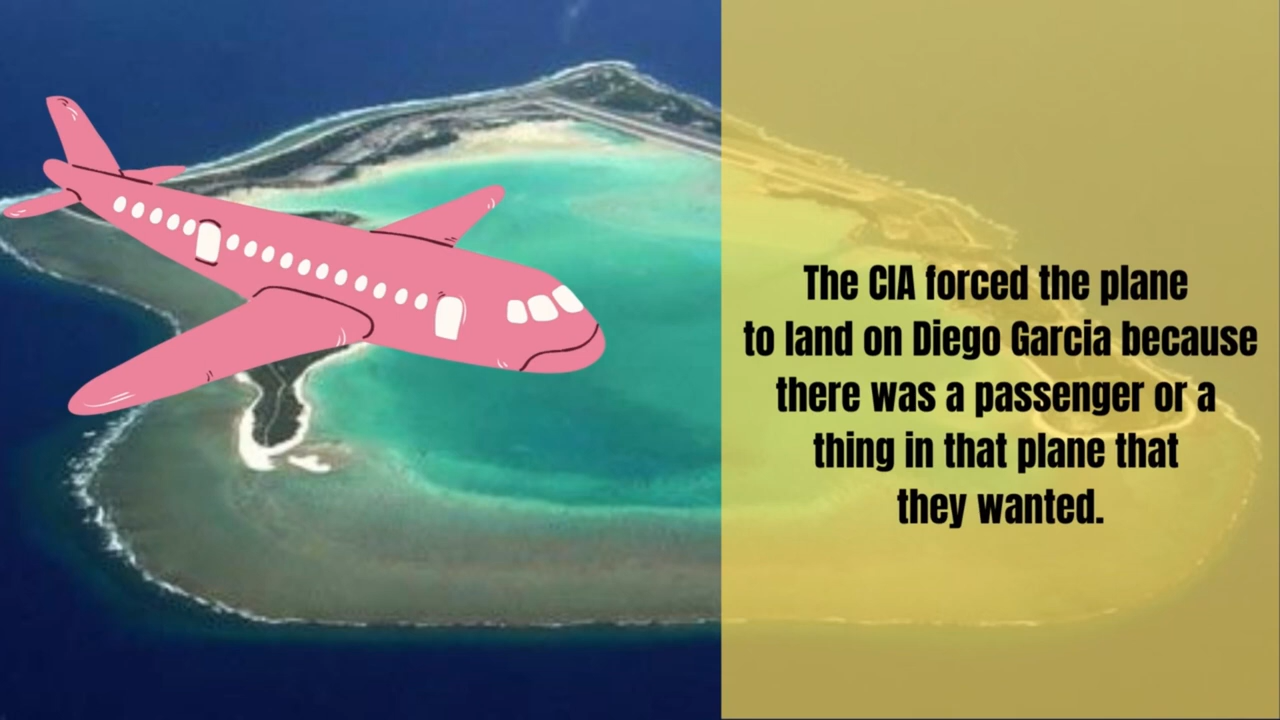 The CIA forced the plane
to land on Diego Garcia because
there was a passenger or a
thing in that plane that
they wanted.